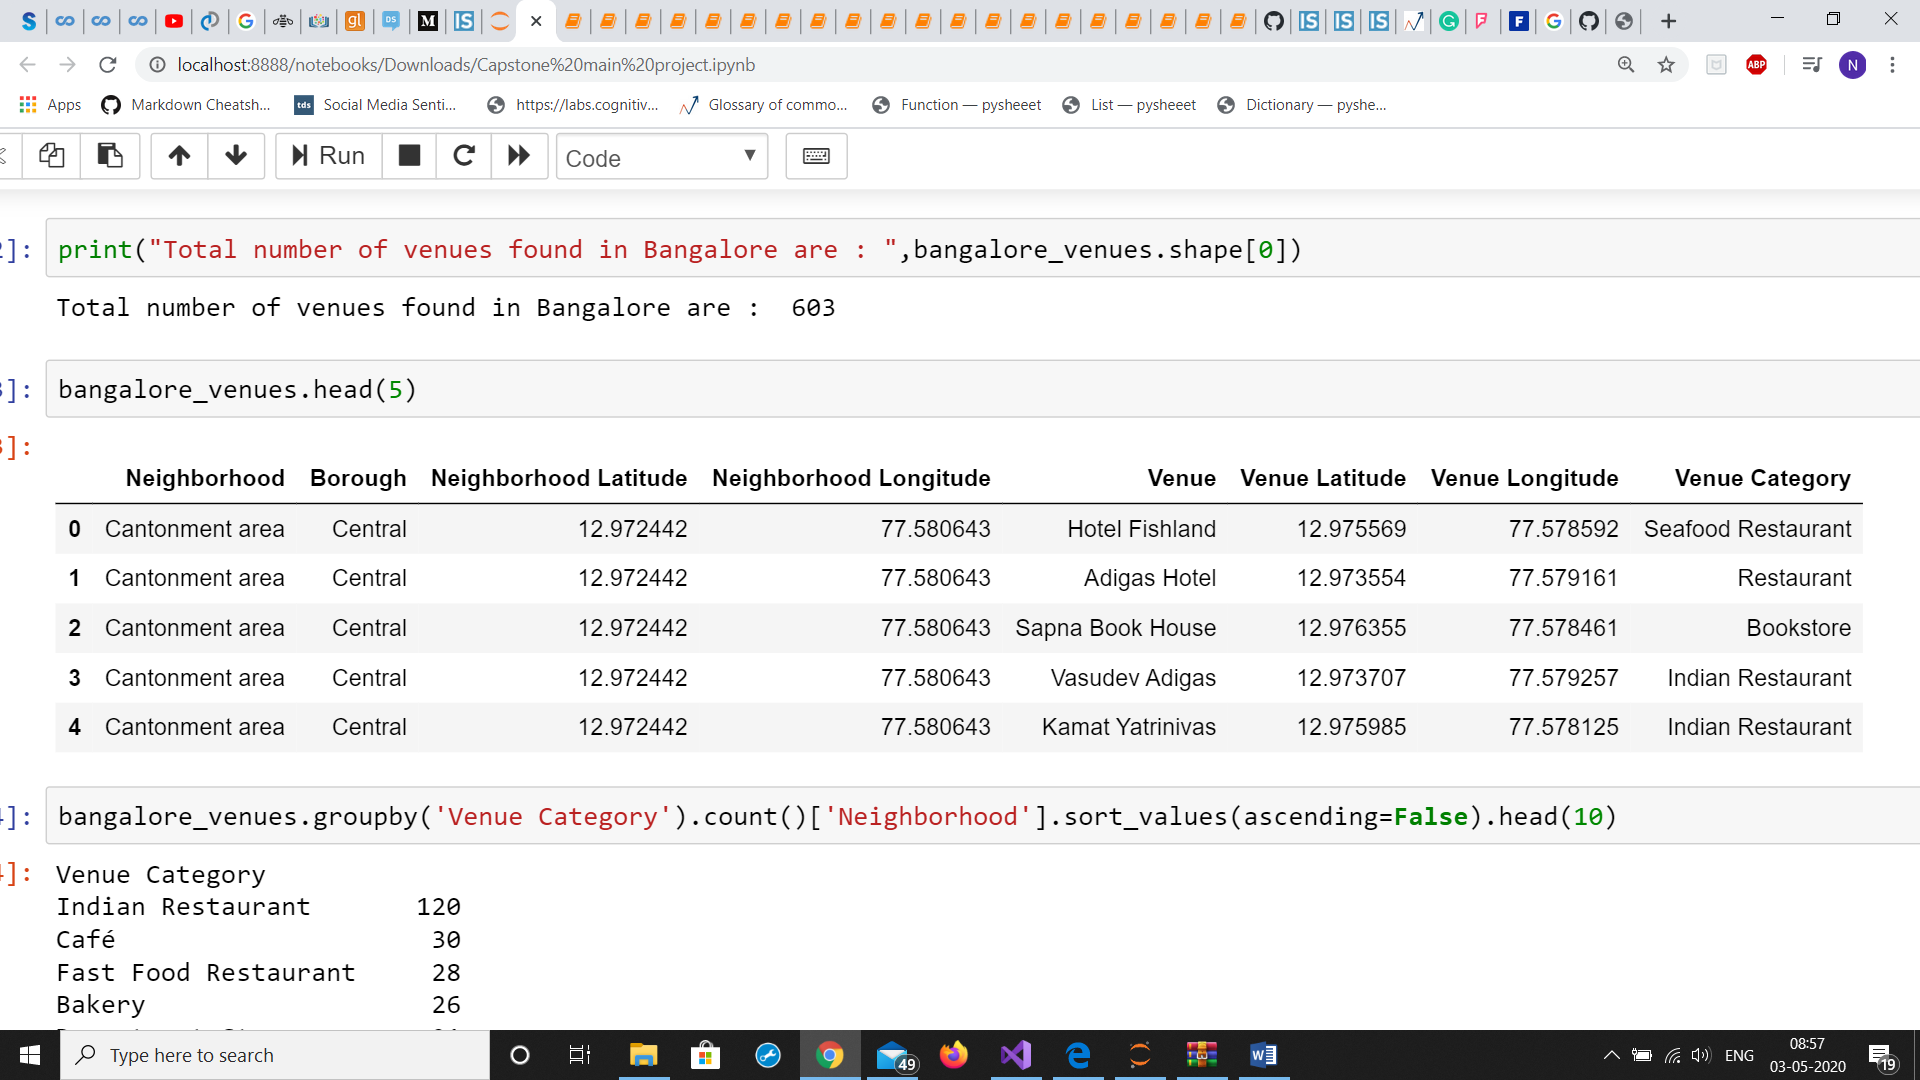 localhost:8888/notebooks/Downloads/Capstone%20main%20project.ipynb
ABP
N
Apps Markdown Cheatsh... tds Social Media Senti... https://labs.cognitiv... Glossary of commo... Function — pysheeet List — pysheeet Dictionary — pyshe...
Run Code
]: print("Total number of venues found in Bangalore are : ",bangalore_venues.shape[0])
Total number of venues found in Bangalore are :  603
]: bangalore_venues.head(5)
]:
Neighborhood Borough Neighborhood Latitude Neighborhood Longitude Venue Venue Latitude Venue Longitude Venue Category
0 Cantonment area Central 12.972442 77.580643 Hotel Fishland 12.975569 77.578592 Seafood Restaurant
1 Cantonment area Central 12.972442 77.580643 Adigas Hotel 12.973554 77.579161 Restaurant
2 Cantonment area Central 12.972442 77.580643 Sapna Book House 12.976355 77.578461 Bookstore
3 Cantonment area Central 12.972442 77.580643 Vasudev Adigas 12.973707 77.579257 Indian Restaurant
4 Cantonment area Central 12.972442 77.580643 Kamat Yatrinivas 12.975985 77.578125 Indian Restaurant
]: bangalore_venues.groupby('Venue Category').count()['Neighborhood'].sort_values(ascending=False).head(10)
]: Venue Category
Indian Restaurant 120
Café 30
Fast Food Restaurant 28
Bakery 26
Type here to search
49
ENG
08:57
03-05-2020
19